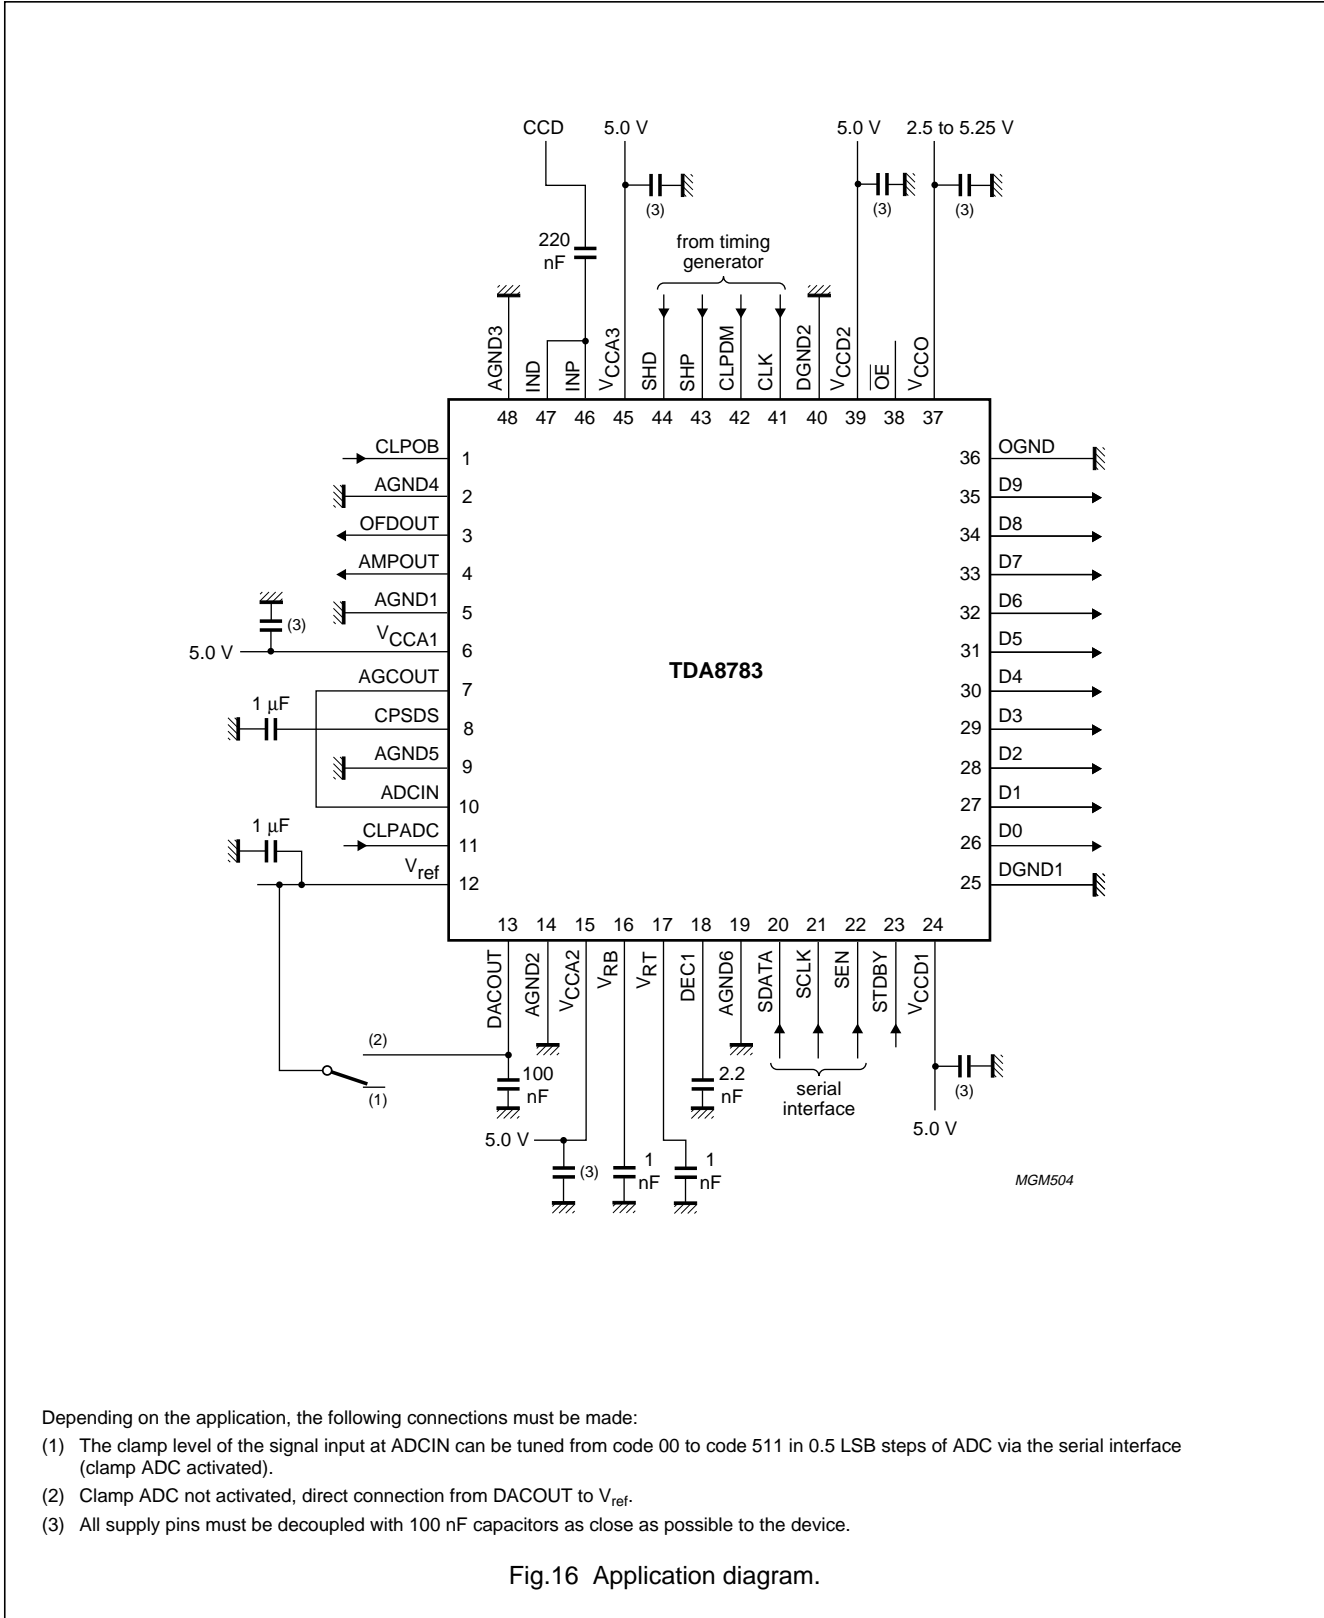 CCD 5.0 V 5.0 V 2.5 to 5.25 V
(3) (3) (3)
220
nF
from timing
generator
AGND3 IND INP VCCA3 SHD SHP CLPDM CLK DGND2 VCCD2 OE VCCO
48 47 46 45 44 43 42 41 40 39 38 37
CLPOB 1 36 OGND
AGND4 2 35 D9
OFDOUT 3 34 D8
AMPOUT 4 33 D7
AGND1 5 32 D6
(3)
5.0 V VCCA1 6 31 D5
TDA8783
AGCOUT 7 30 D4
1 μF CPSDS 8 29 D3
AGND5 9 28 D2
ADCIN 10 27 D1
1 μF CLPADC 11 26 D0
Vref 12 25 DGND1
13 14 15 16 17 18 19 20 21 22 23 24
DACOUT AGND2 VCCA2 VRB VRT DEC1 AGND6 SDATA SCLK SEN STDBY VCCD1
(2)
(1)
100
nF
2.2
nF
serial
interface
(3)
5.0 V
5.0 V
(3)
1
nF
1
nF
MGM504
Depending on the application, the following connections must be made:
(1) The clamp level of the signal input at ADCIN can be tuned from code 00 to code 511 in 0.5 LSB steps of ADC via the serial interface
(clamp ADC activated).
(2) Clamp ADC not activated, direct connection from DACOUT to Vref.
(3) All supply pins must be decoupled with 100 nF capacitors as close as possible to the device.
Fig.16 Application diagram.